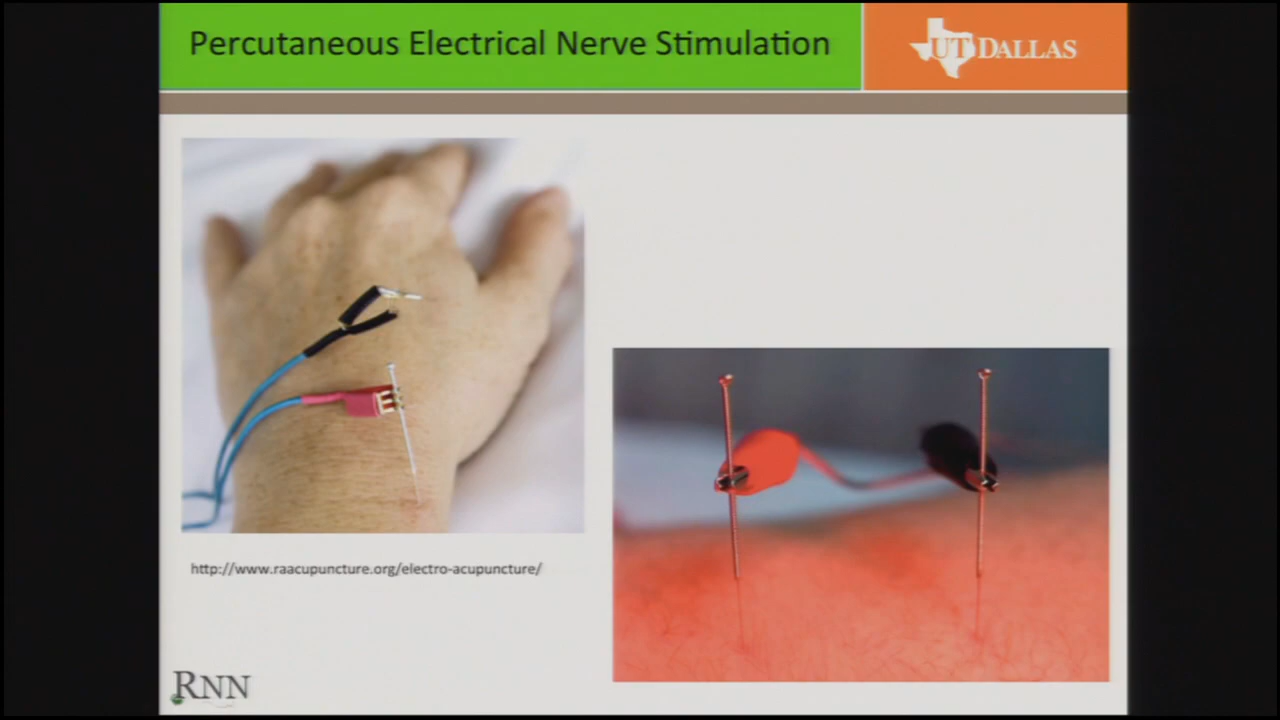 Percutaneous Electrical Nerve Stimulation
UT DALLAS
http://www.raacupuncture.org/electro-acupuncture/
RNN